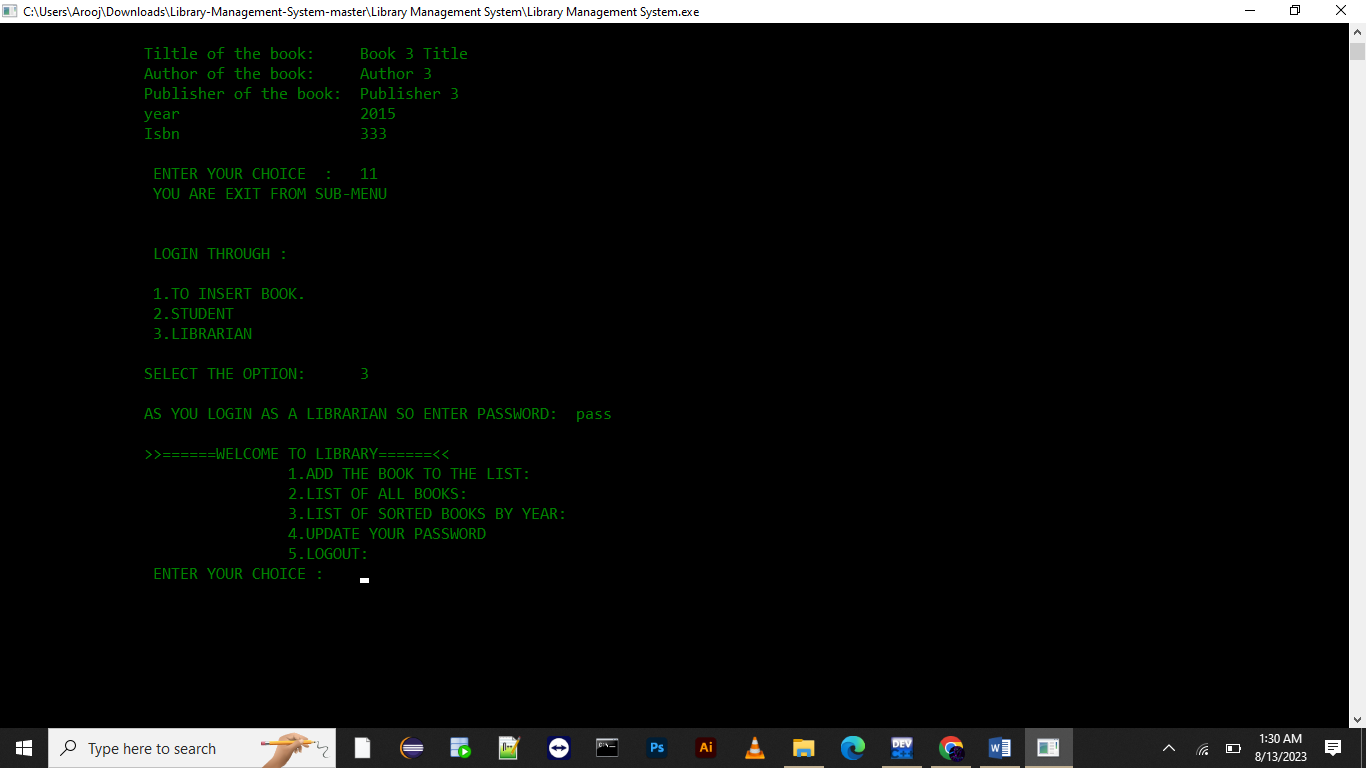 C:\Users\Arooj\Downloads\Library-Management-System-master\Library Management System\Library Management System.exe
Tiltle of the book: Book 3 Title
Author of the book: Author 3
Publisher of the book: Publisher 3
year 2015
Isbn 333
ENTER YOUR CHOICE : 11
YOU ARE EXIT FROM SUB-MENU
LOGIN THROUGH :
1.TO INSERT BOOK.
2.STUDENT
3.LIBRARIAN
SELECT THE OPTION: 3
AS YOU LOGIN AS A LIBRARIAN SO ENTER PASSWORD: pass
>>======WELCOME TO LIBRARY======<<
1.ADD THE BOOK TO THE LIST:
2.LIST OF ALL BOOKS:
3.LIST OF SORTED BOOKS BY YEAR:
4.UPDATE YOUR PASSWORD
5.LOGOUT:
ENTER YOUR CHOICE :
Type here to search
Ps
Ai
DEV
1:30 AM
8/13/2023